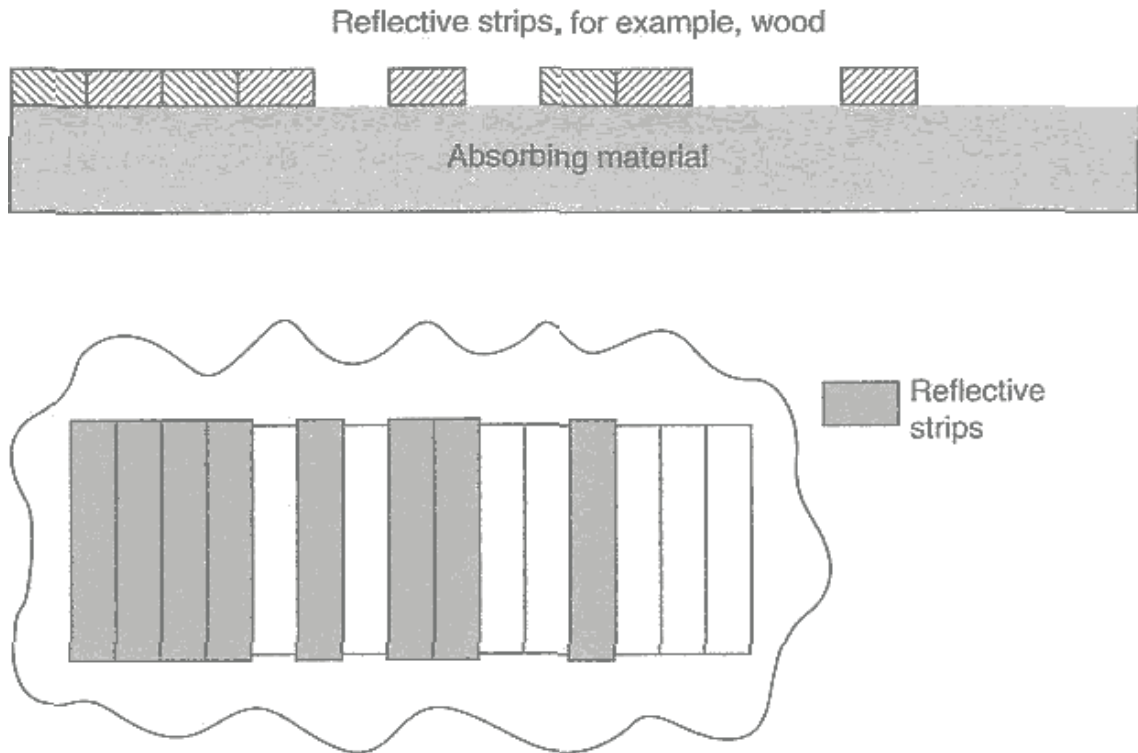 Reflective strips, for example, wood
Absorbing material
Reflective
strips